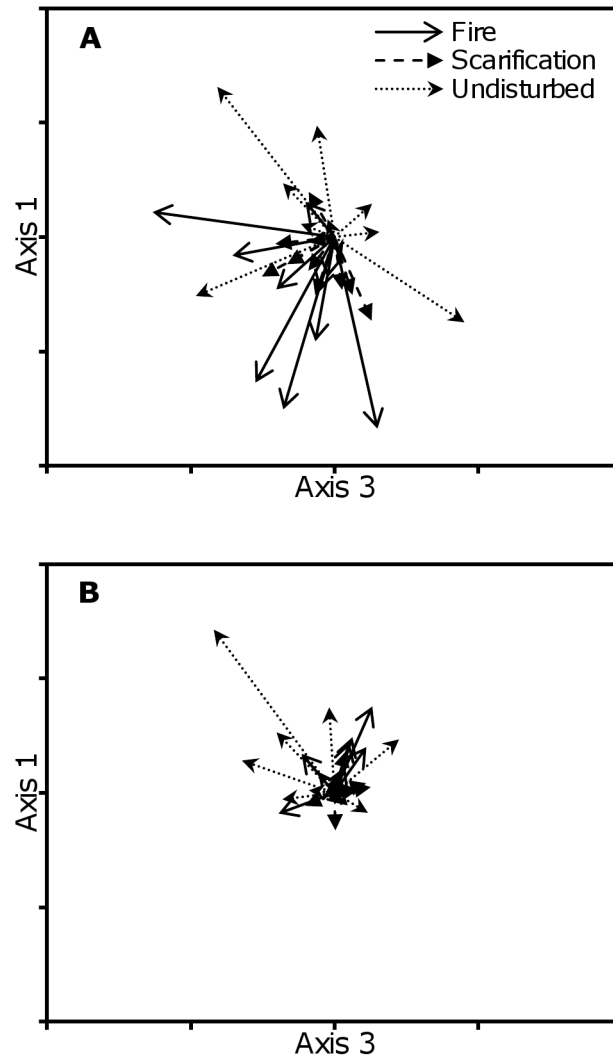 A
Fire
Scarification
Undisturbed
Axis 1
Axis 3
B
Axis 1
Axis 3